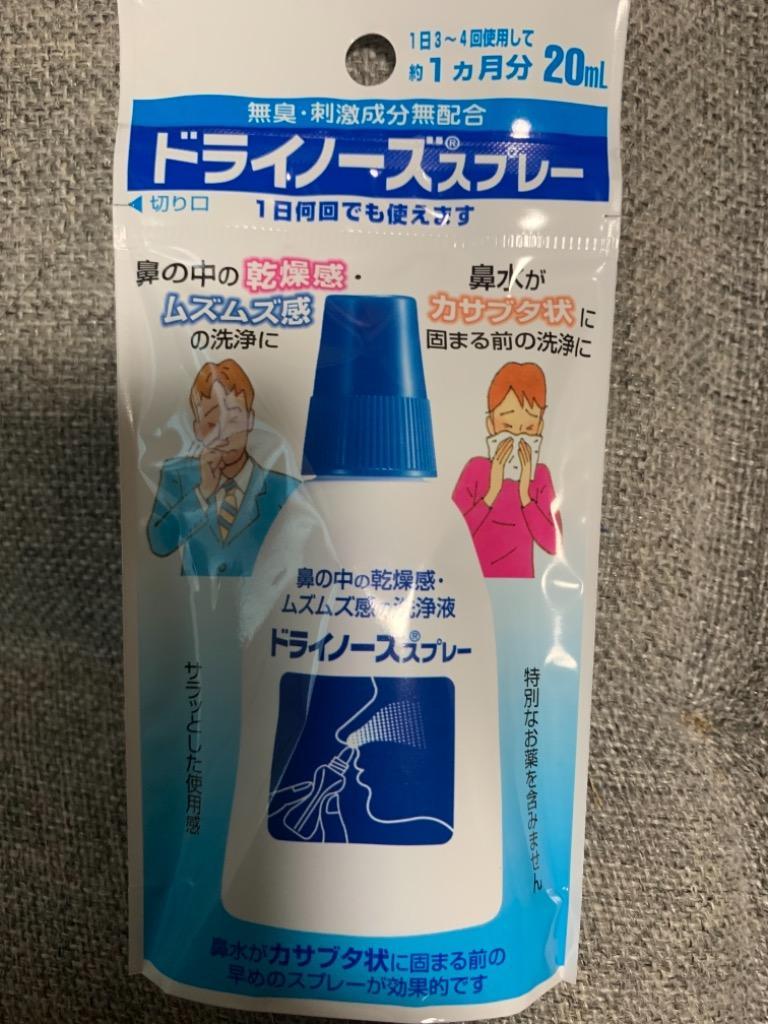 1日3〜4回使用して
約1ヵ月分 20mL
無臭・刺激成分無配合
ドライノーズ®スプレー
切り口
1日何回でも使えます
鼻の中の乾燥感・
ムズムズ感
の洗浄に
鼻水が
カサブタ状に
固まる前の洗浄に
鼻の中の乾燥感・
ムズムズ感の洗浄液
ドライノーズ®スプレー
サラッとした使用感
特別なお薬を含みません
鼻水がカサブタ状に固まる前の
早めのスプレーが効果的です